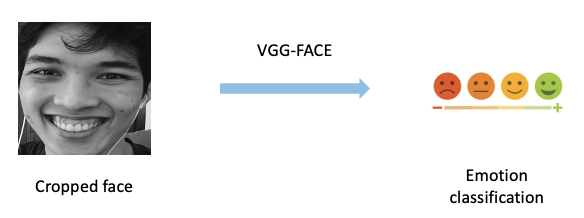 VGG-FACE
Cropped face
Emotion
classification